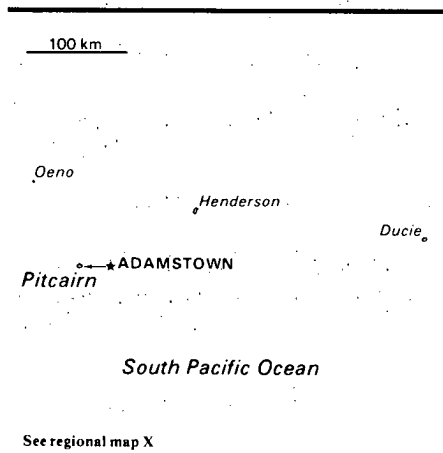 100 km
Oeno
Henderson
Ducie
ADAMSTOWN
Pitcairn
South Pacific Ocean
See regional map X